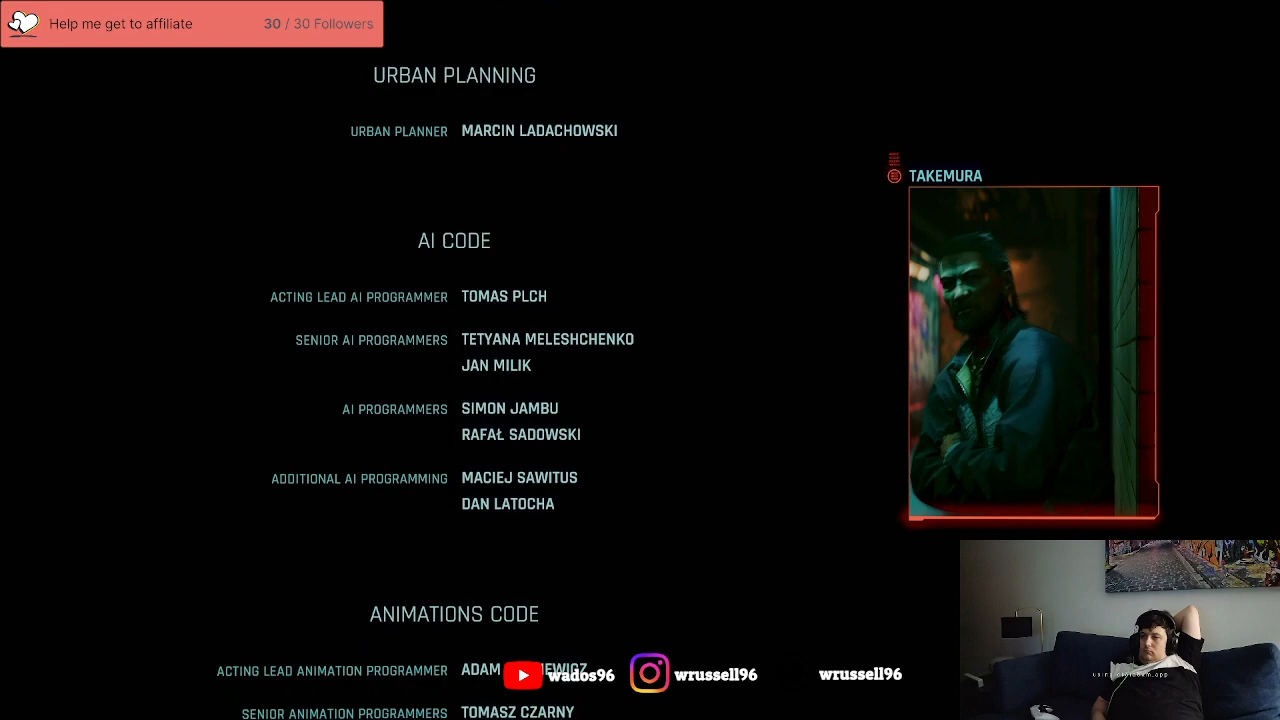 Help me get to affiliate 30 / 30 Followers
URBAN PLANNING
URBAN PLANNER MARCIN LADACHOWSKI
AI CODE
ACTING LEAD AI PROGRAMMER TOMAS PLCH
SENIOR AI PROGRAMMERS TETYANA MELESHCHENKO
JAN MILIK
AI PROGRAMMERS SIMON JAMBU
RAFAŁ SADOWSKI
ADDITIONAL AI PROGRAMMING MACIEJ SAWITUS
DAN LATOCHA
ANIMATIONS CODE
ACTING LEAD ANIMATION PROGRAMMER ADAM
SENIOR ANIMATION PROGRAMMERS TOMASZ CZARNY
TAKEMURA
wados96 wrussell96 wrussell96